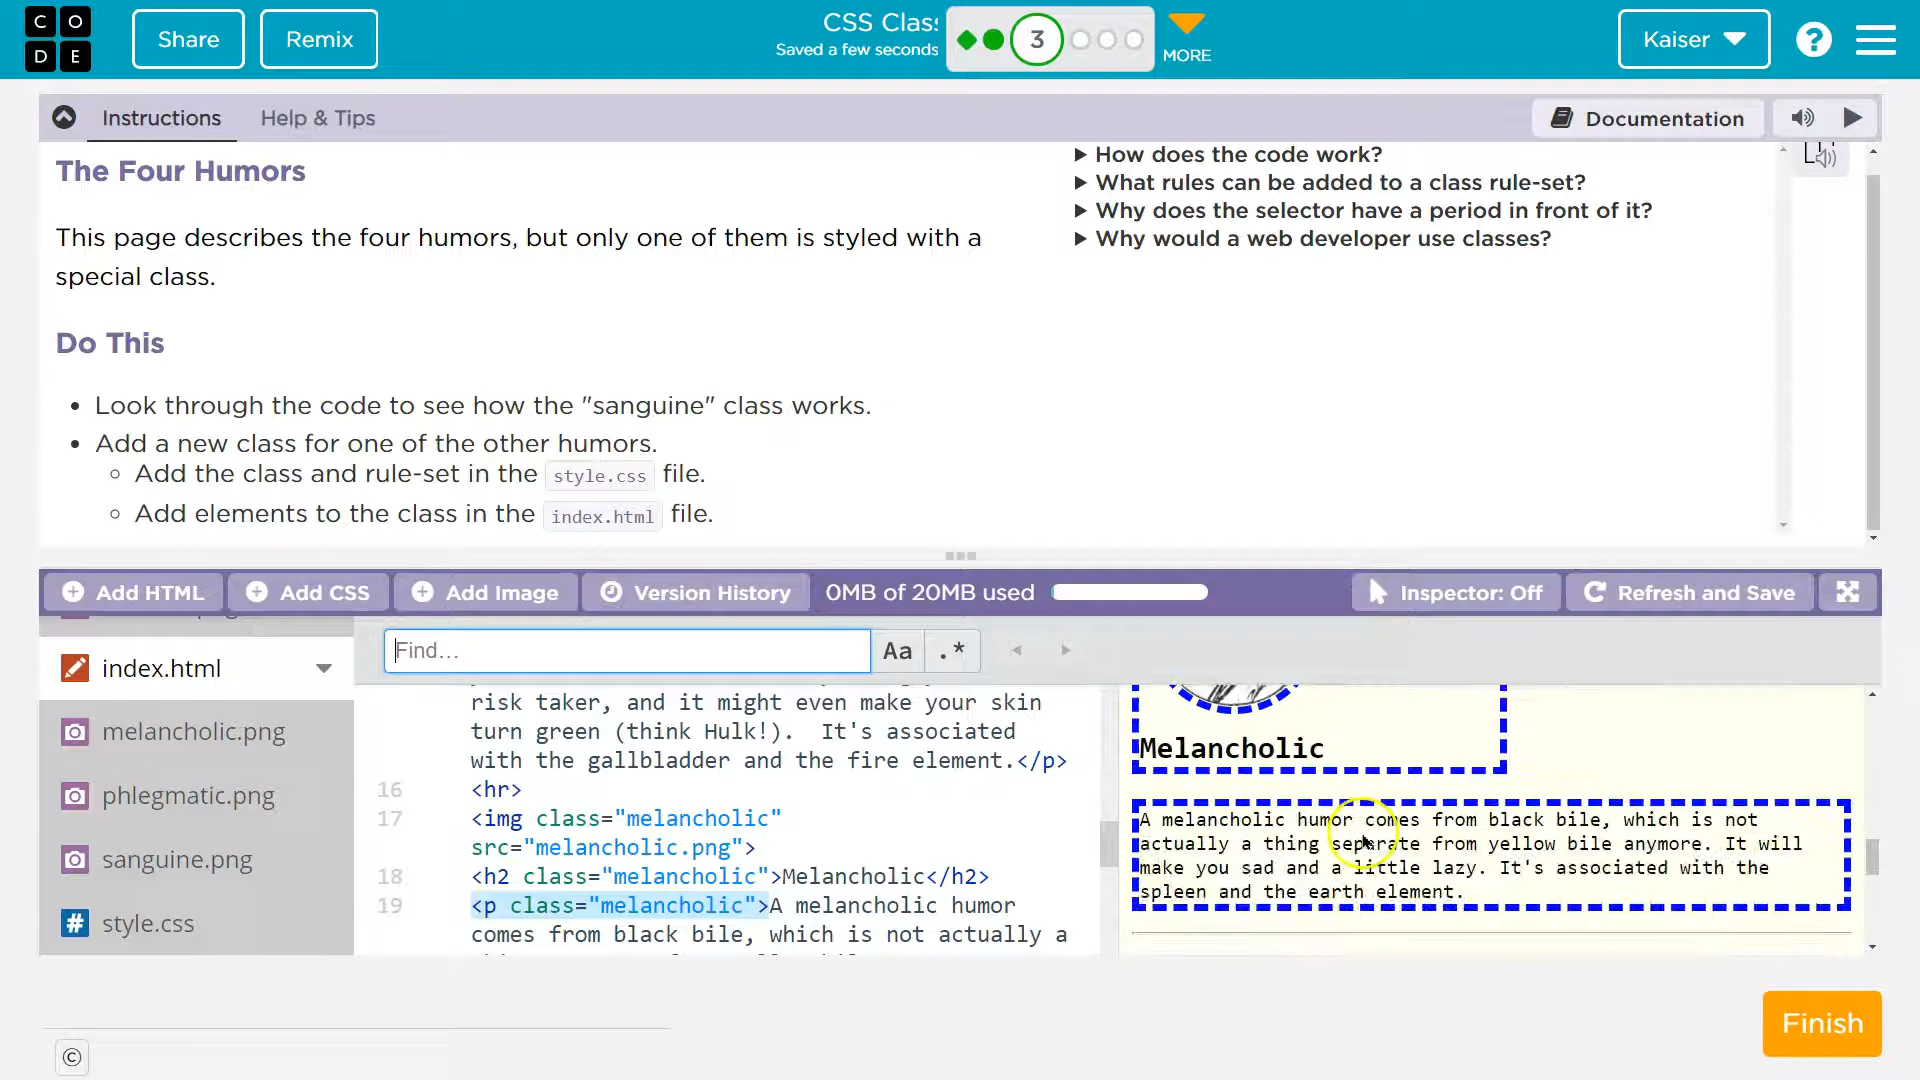 C O
D E
Share
Remix
CSS Clas
Saved a few seconds
3
MORE
Kaiser
?
Instructions
Help & Tips
Documentation
The Four Humors
This page describes the four humors, but only one of them is styled with a
special class.
Do This
Look through the code to see how the "sanguine" class works.
Add a new class for one of the other humors.
Add the class and rule-set in the style.css file.
Add elements to the class in the index.html file.
How does the code work?
What rules can be added to a class rule-set?
Why does the selector have a period in front of it?
Why would a web developer use classes?
Add HTML
Add CSS
Add Image
Version History
0MB of 20MB used
Inspector: Off
Refresh and Save
index.html
melancholic.png
phlegmatic.png
sanguine.png
# style.css
Find...
Aa
.*
risk taker, and it might even make your skin
turn green (think Hulk!).  It's associated
with the gallbladder and the fire element.</p>
16 <hr>
17 <img class="melancholic"
src="melancholic.png">
18 <h2 class="melancholic">Melancholic</h2>
19 <p class="melancholic">A melancholic humor
comes from black bile, which is not actually a
Melancholic
A melancholic humor comes from black bile, which is not
actually a thing separate from yellow bile anymore. It will
make you sad and a little lazy. It's associated with the
spleen and the earth element.
Finish
©